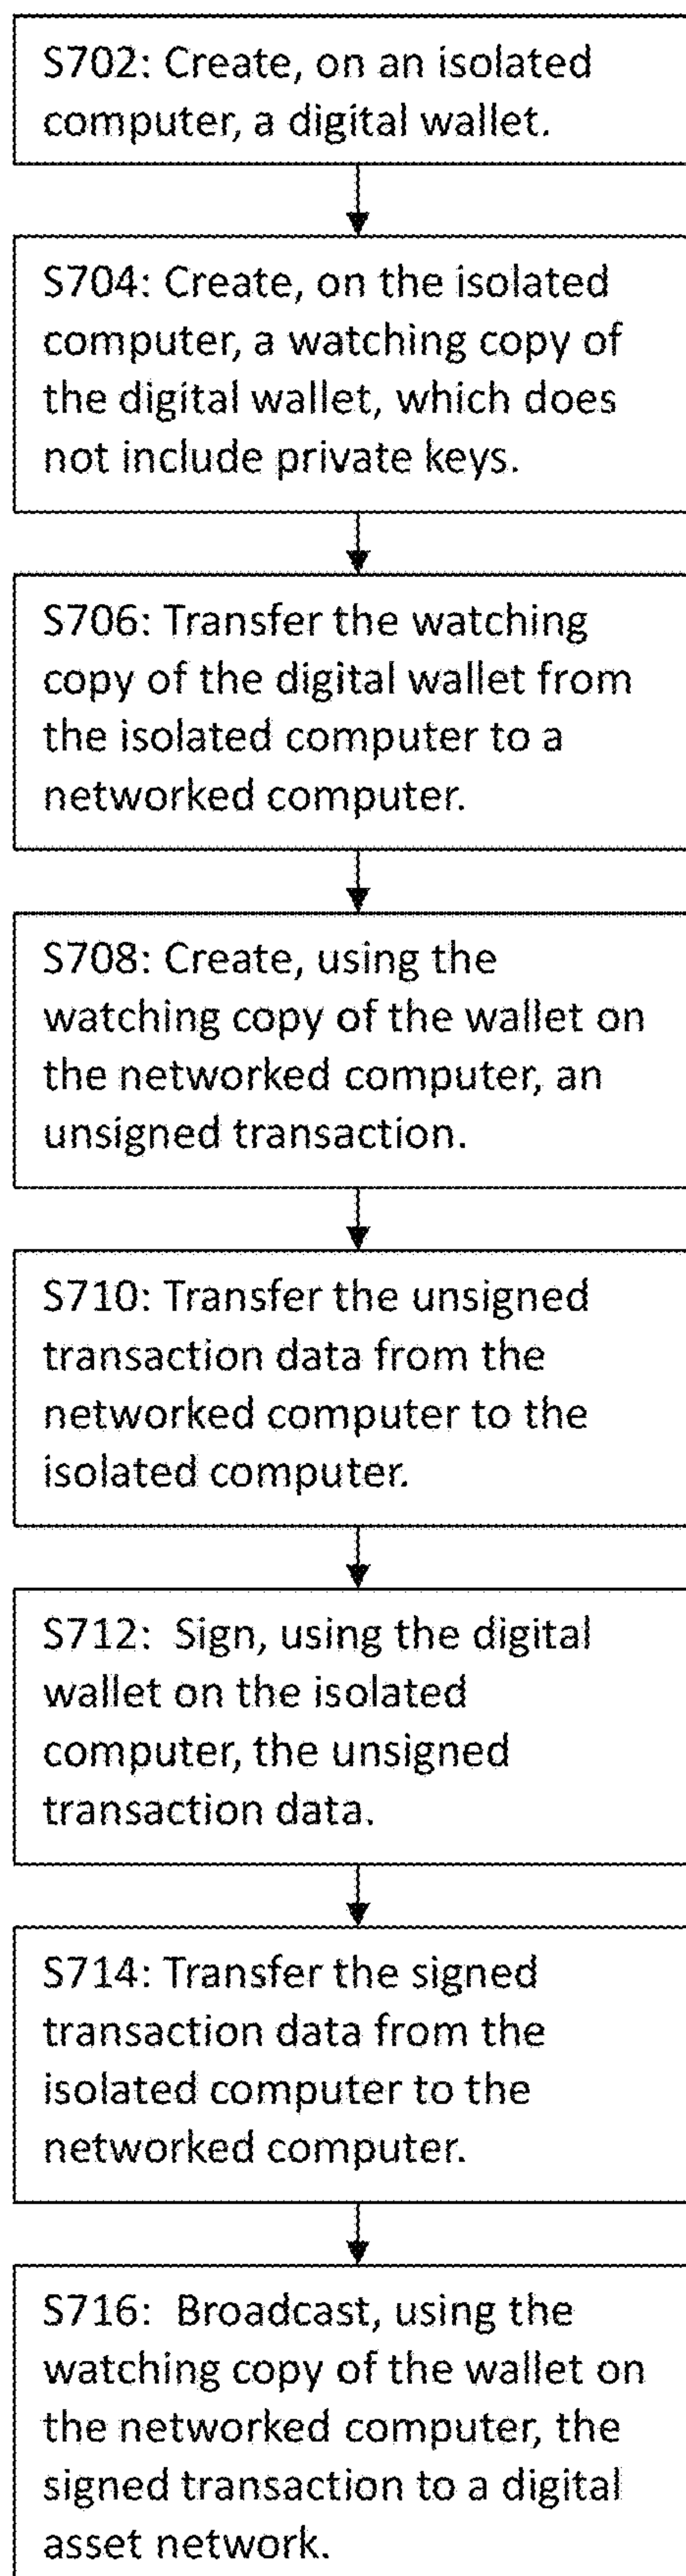 S702: Create, on an isolated
computer, a digital wallet.
S704: Create, on the isolated
computer, a watching copy of
the digital wallet, which does
not include private keys.
S706: Transfer the watching
copy of the digital wallet from
the isolated computer to a
networked computer.
S708: Create, using the
watching copy of the wallet on
the networked computer, an
unsigned transaction.
S710: Transfer the unsigned
transaction data from the
networked computer to the
isolated computer.
S712:  Sign, using the digital
wallet on the isolated
computer, the unsigned
transaction data.
S714: Transfer the signed
transaction data from the
isolated computer to the
networked computer.
S716:  Broadcast, using the
watching copy of the wallet on
the networked computer, the
signed transaction to a digital
asset network.